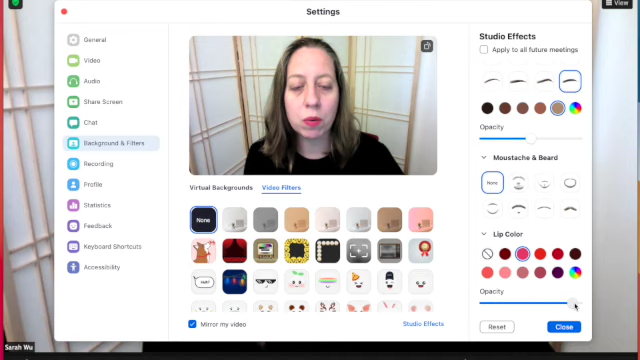 View
Settings
General
Video
Audio
Share Screen
Chat
Background & Filters
Recording
Profile
Statistics
Feedback
Keyboard Shortcuts
Accessibility
Virtual Backgrounds
Video Filters
None
Mirror my video
Studio Effects
Studio Effects
Apply to all future meetings
Opacity
Moustache & Beard
None
Lip Color
Opacity
Reset
Close
Sarah Wu